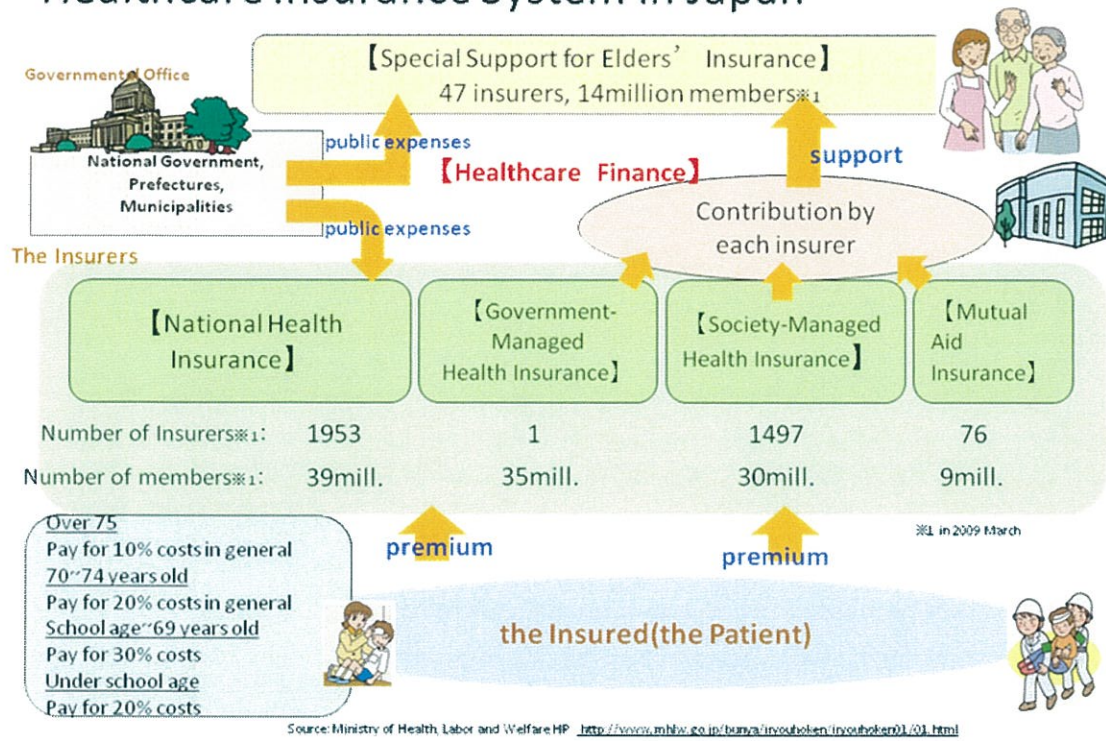 Healthcare Insurance System in Japan
Governmental Office
【Special Support for Elders' Insurance】
47 insurers, 14million members※1
National Government,
Prefectures,
Municipalities
public expenses
public expenses
【Healthcare Finance】
support
Contribution by
each insurer
The Insurers
【National Health
Insurance】
【Government-
Managed
Health Insurance】
【Society-Managed
Health Insurance】
【Mutual
Aid
Insurance】
Number of Insurers※1: 1953 1 1497 76
Number of members※1: 39mill. 35mill. 30mill. 9mill.
※1 in 2009 March
premium
premium
Over 75
Pay for 10% costs in general
70~74 years old
Pay for 20% costs in general
School age~69 years old
Pay for 30% costs
Under school age
Pay for 20% costs
the Insured(the Patient)
Source: Ministry of Health, Labor and Welfare HP http://www.mhlw.go.jp/bunya/iryouhoken/iryouhoken01/01.html